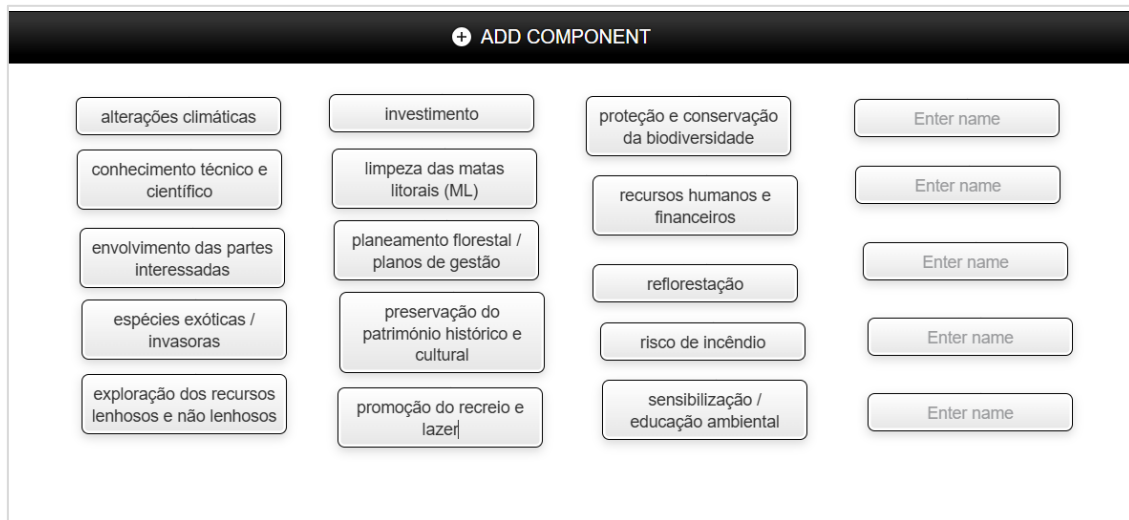 ADD COMPONENT
alterações climáticas
conhecimento técnico e
científico
envolvimento das partes
interessadas
espécies exóticas /
invasoras
exploração dos recursos
lenhosos e não lenhosos
investimento
limpeza das matas
litorais (ML)
planeamento florestal /
planos de gestão
preservação do
património histórico e
cultural
promoção do recreio e
lazer
proteção e conservação
da biodiversidade
recursos humanos e
financeiros
reflorestação
risco de incêndio
sensibilização /
educação ambiental
Enter name
Enter name
Enter name
Enter name
Enter name